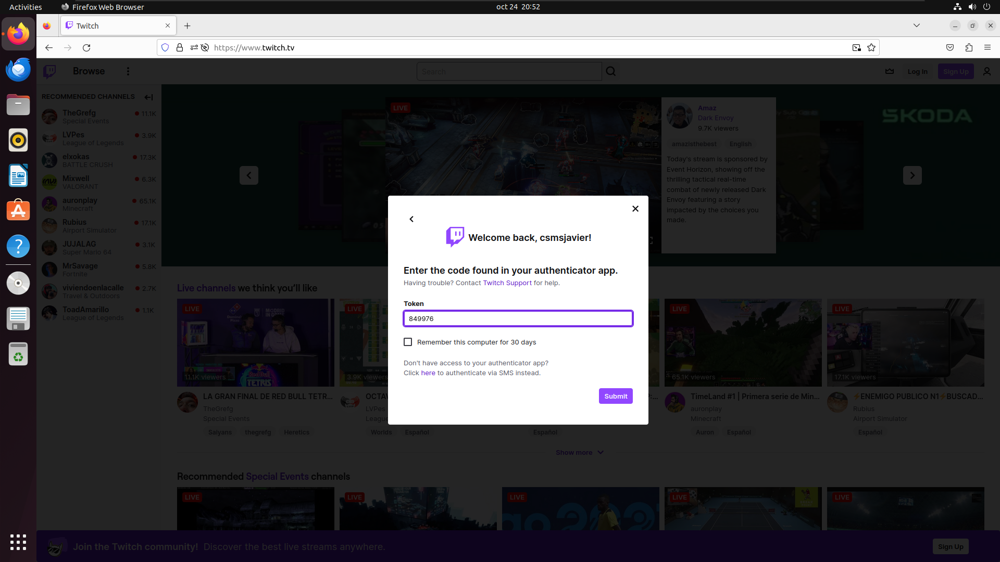 Activities
Firefox Web Browser
oct 24 20:52
Twitch
https://www.twitch.tv
Browse
Search
Log In
Sign Up
RECOMMENDED CHANNELS
TheGrefg
11.1K
Special Events
LVPes
3.9K
League of Legends
elxokas
17.3K
BATTLE CRUSH
Mixwell
6.3K
VALORANT
auronplay
65.1K
Minecraft
Rubius
17.1K
Airport Simulator
JUJALAG
3.1K
Super Mario 64
MrSavage
5.8K
Fortnite
viviendoenlacalle
2.7K
Travel & Outdoors
ToadAmarillo
1.1K
League of Legends
LIVE
Amaz
Dark Envoy
9.7K viewers
amazisthebest
English
Today's stream is sponsored by
Event Horizon, showing off the
thrilling tactical real-time
combat of newly released Dark
Envoy featuring a story
impacted by the choices you
made.
SKODA
Welcome back, csmsjavier!
Enter the code found in your authenticator app.
Having trouble? Contact Twitch Support for help.
Token
849976
Remember this computer for 30 days
Don't have access to your authenticator app?
Click here to authenticate via SMS instead.
Submit
Live channels we think you'll like
LIVE
11.1K viewers
LA GRAN FINAL DE RED BULL TETR...
TheGrefg
Special Events
Saiyans
thegrefg
Heretics
LIVE
3.9K viewers
OCTAV
LVPes
League
Worlds
Español
Español
LIVE
65.1K viewers
TimeLand #1 | Primera serie de Min...
auronplay
Minecraft
Auron
Español
LIVE
17.1K viewers
⚡ENEMIGO PUBLICO N1⚡BUSCAD...
Rubius
Airport Simulator
Español
Show more
Recommended Special Events channels
LIVE
LIVE
LIVE
LIVE
LIVE
Join the Twitch community! Discover the best live streams anywhere.
Sign Up